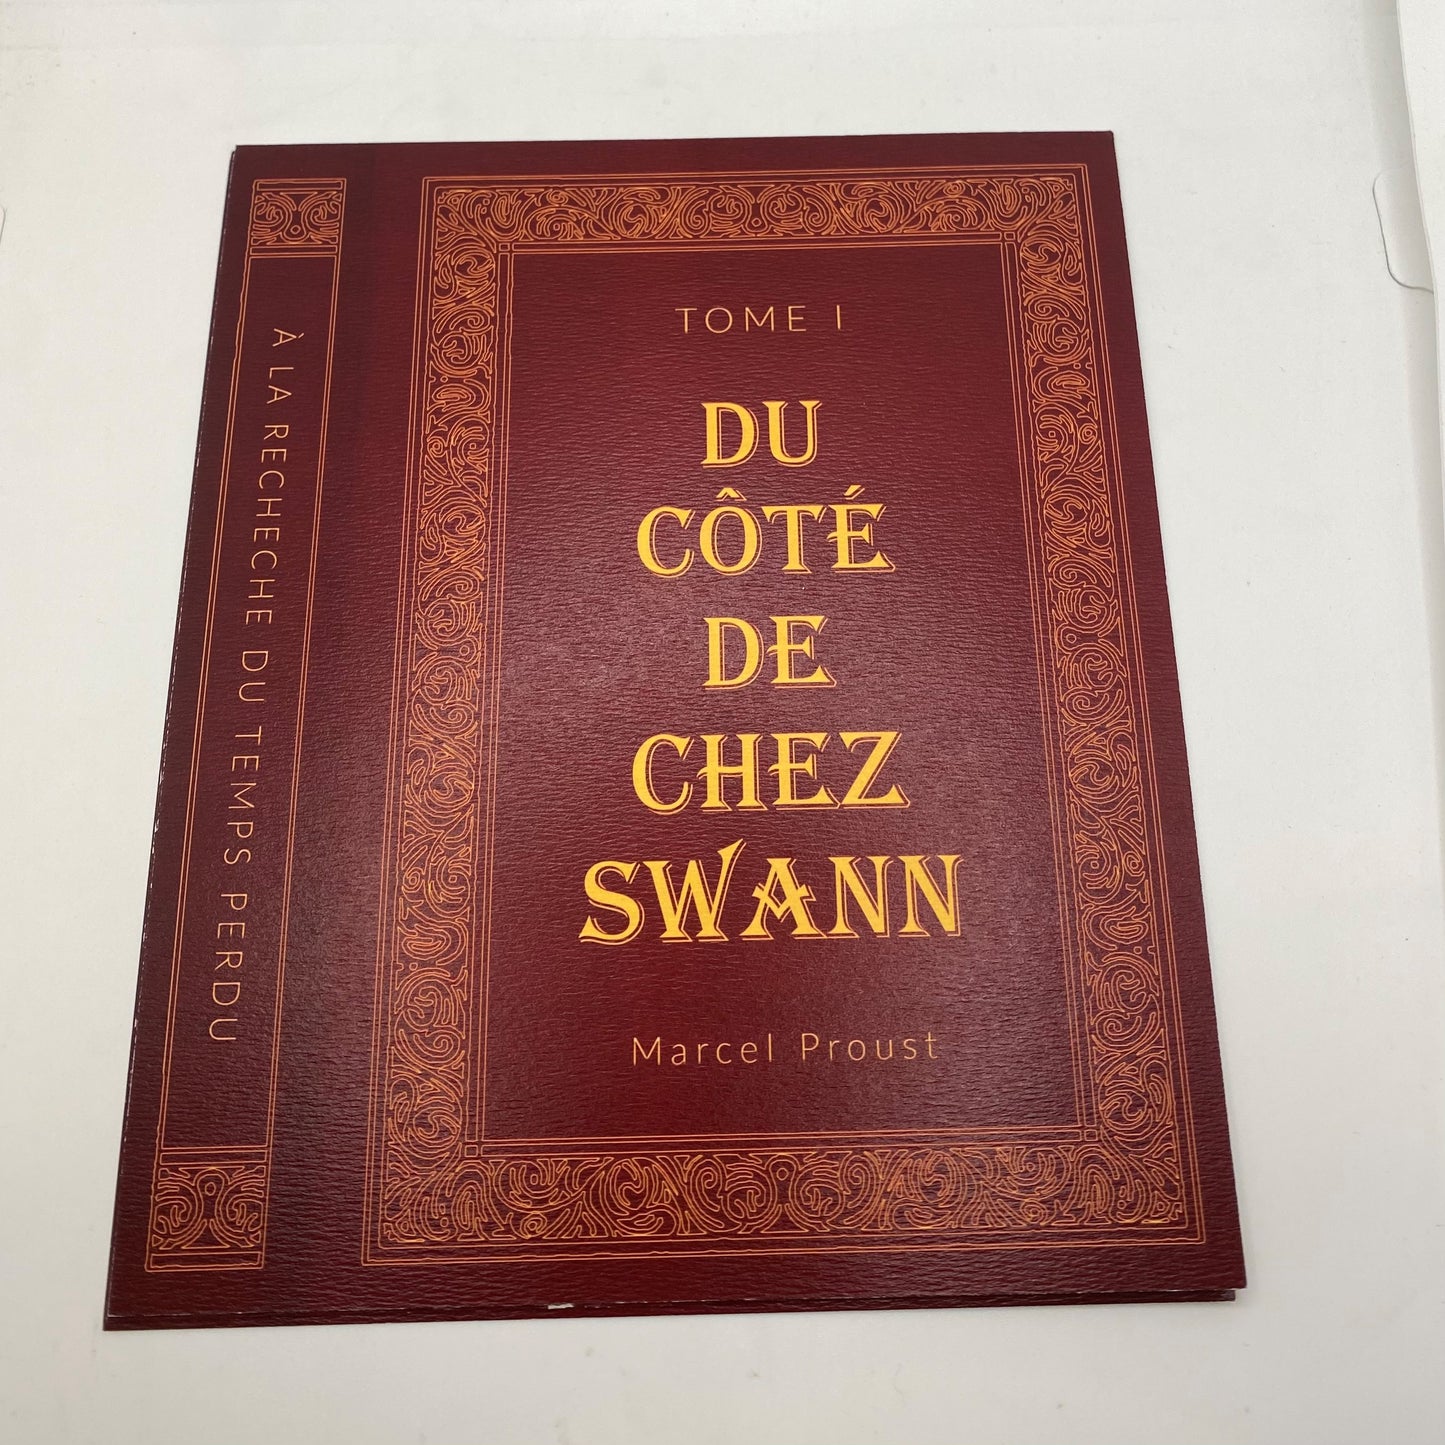 À LA RECHECHE DU TEMPS PERDU
TOME I
DU
CÔTÉ
DE
CHEZ
SWANN
Marcel Proust